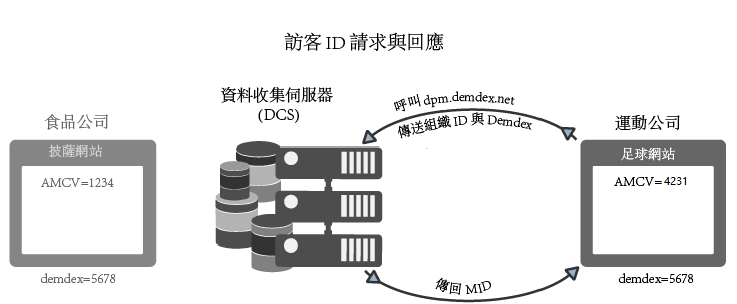 訪客 ID 請求與回應
資料收集伺服器
(DCS)
呼叫 dpm.demdex.net
傳送組織 ID 與 Demdex
食品公司
披薩網站
AMCV=1234
demdex=5678
運動公司
足球網站
AMCV=4231
demdex=5678
傳回 MID